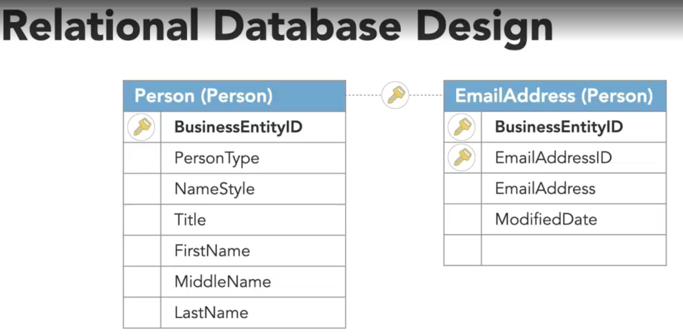 Relational Database Design
Person (Person)
BusinessEntityID
PersonType
NameStyle
Title
FirstName
MiddleName
LastName
EmailAddress (Person)
BusinessEntityID
EmailAddressID
EmailAddress
ModifiedDate